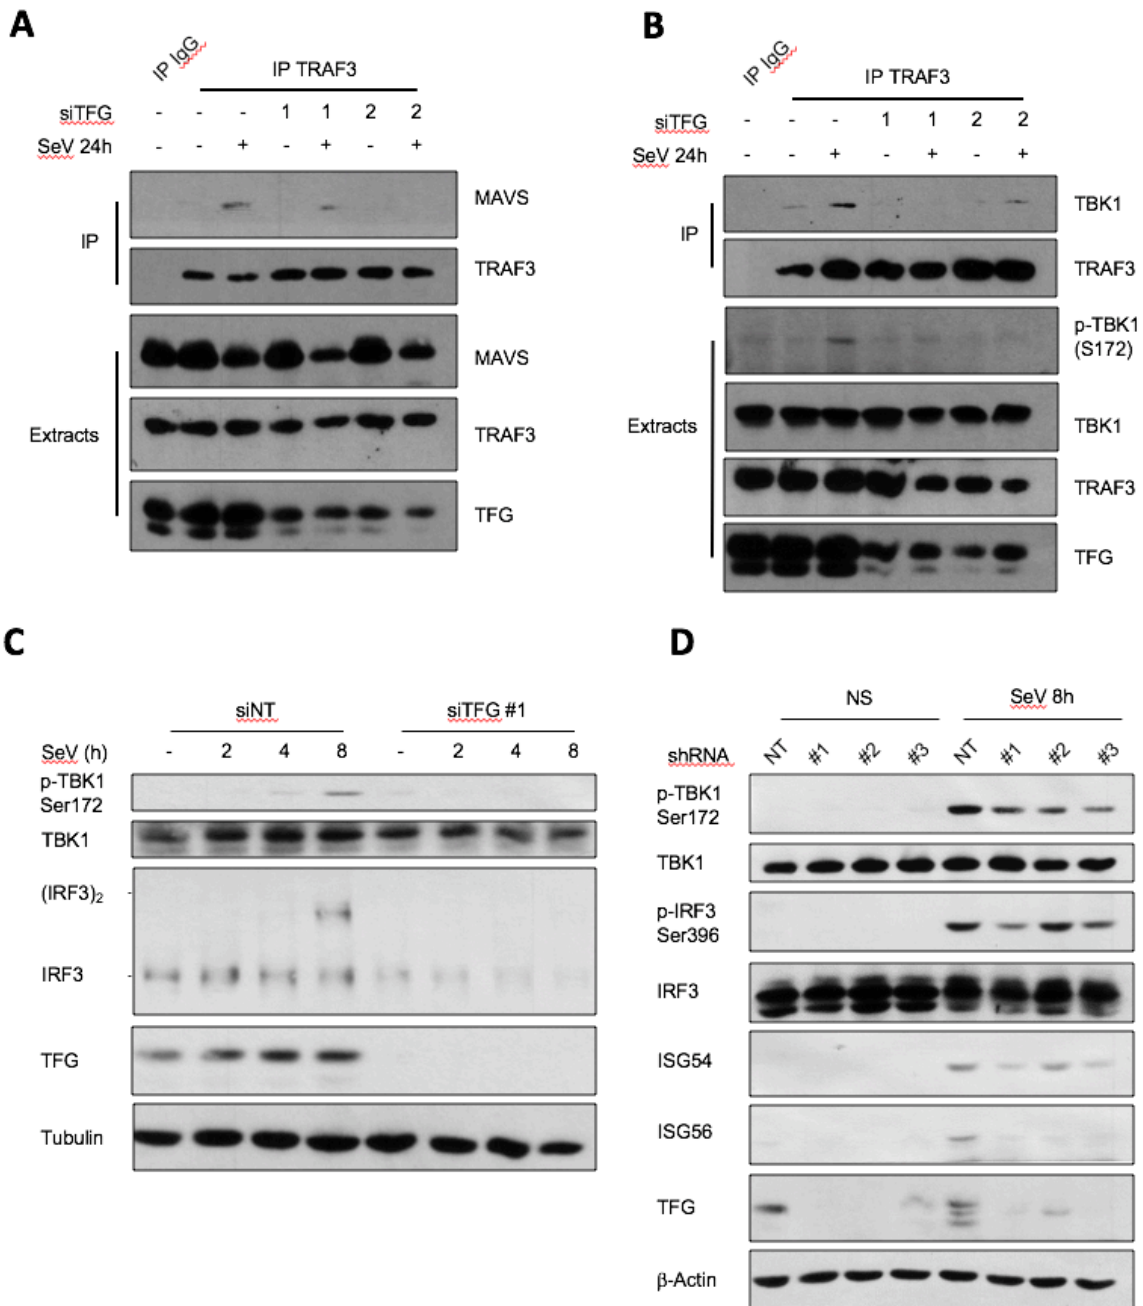 A
IP IgG
IP TRAF3
siTFG - - - 1 1 2 2
SeV 24h - - + - + - +
IP
MAVS
TRAF3
Extracts
MAVS
TRAF3
TFG
B
IP IgG
IP TRAF3
siTFG - - - 1 1 2 2
SeV 24h - - + - + - +
IP
TBK1
TRAF3
Extracts
p-TBK1
(S172)
TBK1
TRAF3
TFG
C
siNT siTFG #1
SeV (h) - 2 4 8 - 2 4 8
p-TBK1
Ser172
TBK1
(IRF3)₂
IRF3
TFG
Tubulin
D
NS SeV 8h
shRNA NT #1 #2 #3 NT #1 #2 #3
p-TBK1
Ser172
TBK1
p-IRF3
Ser396
IRF3
ISG54
ISG56
TFG
β-Actin